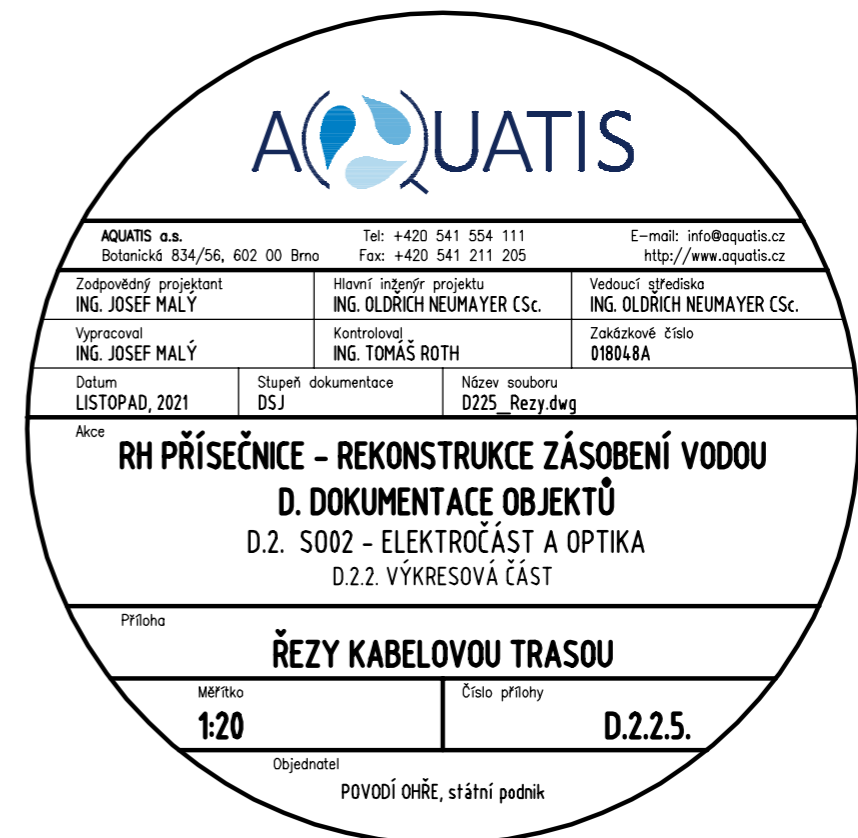 AQUATIS
AQUATIS a.s. Tel: +420 541 554 111 E-mail: info@aquatis.cz
Botanická 834/56, 602 00 Brno Fax: +420 541 211 205 http://www.aquatis.cz
Zodpovědný projektant Hlavní inženýr projektu Vedoucí střediska
ING. JOSEF MALÝ ING. OLDŘICH NEUMAYER CSc. ING. OLDŘICH NEUMAYER CSc.
Vypracoval Kontroloval Zakázkové číslo
ING. JOSEF MALÝ ING. TOMÁŠ ROTH 018048A
Datum Stupeň dokumentace Název souboru
LISTOPAD, 2021 DSJ D225_Rezy.dwg
Akce
RH PŘÍSEČNICE - REKONSTRUKCE ZÁSOBENÍ VODOU
D. DOKUMENTACE OBJEKTŮ
D.2. SO02 - ELEKTROČÁST A OPTIKA
D.2.2. VÝKRESOVÁ ČÁST
Příloha
ŘEZY KABELOVOU TRASOU
Měřítko Číslo přílohy
1:20 D.2.2.5.
Objednatel
POVODÍ OHŘE, státní podnik